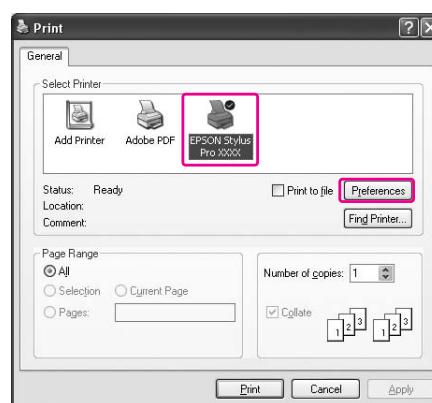 Print
General
Select Printer
Add Printer
Adobe PDF
EPSON Stylus
Pro XXXX
Status: Ready
Location:
Comment:
Print to file
Preferences
Find Printer...
Page Range
All
Selection
Current Page
Pages:
Number of copies: 1
Collate
1 2 3
1 2 3
Print
Cancel
Apply